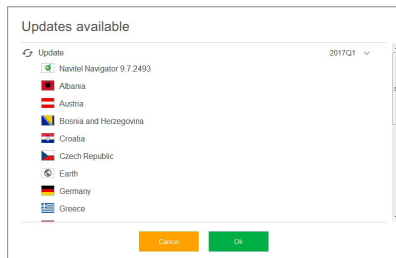 Updates available
Update 2017Q1
Navitel Navigator 9.7.2493
Albania
Austria
Bosnia and Herzegovina
Croatia
Czech Republic
Earth
Germany
Greece
Cancel Ok